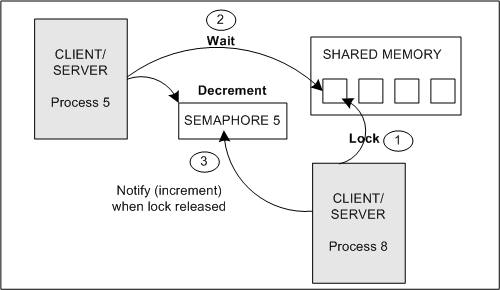 2
Wait
CLIENT/
SERVER
Process 5
SHARED MEMORY
Decrement
SEMAPHORE 5
Lock
1
3
Notify (increment)
when lock released
CLIENT/
SERVER
Process 8